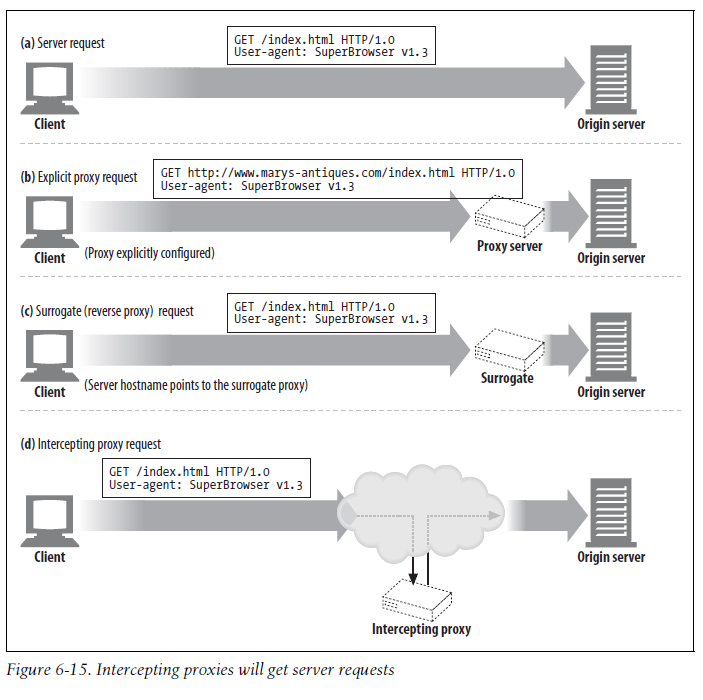 (a) Server request
GET /index.html HTTP/1.0
User-agent: SuperBrowser v1.3
Client
Origin server
(b) Explicit proxy request
GET http://www.marys-antiques.com/index.html HTTP/1.0
User-agent: SuperBrowser v1.3
Client
(Proxy explicitly configured)
Proxy server
Origin server
(c) Surrogate (reverse proxy) request
GET /index.html HTTP/1.0
User-agent: SuperBrowser v1.3
Client
(Server hostname points to the surrogate proxy)
Surrogate
Origin server
(d) Intercepting proxy request
GET /index.html HTTP/1.0
User-agent: SuperBrowser v1.3
Client
Origin server
Intercepting proxy
Figure 6-15. Intercepting proxies will get server requests